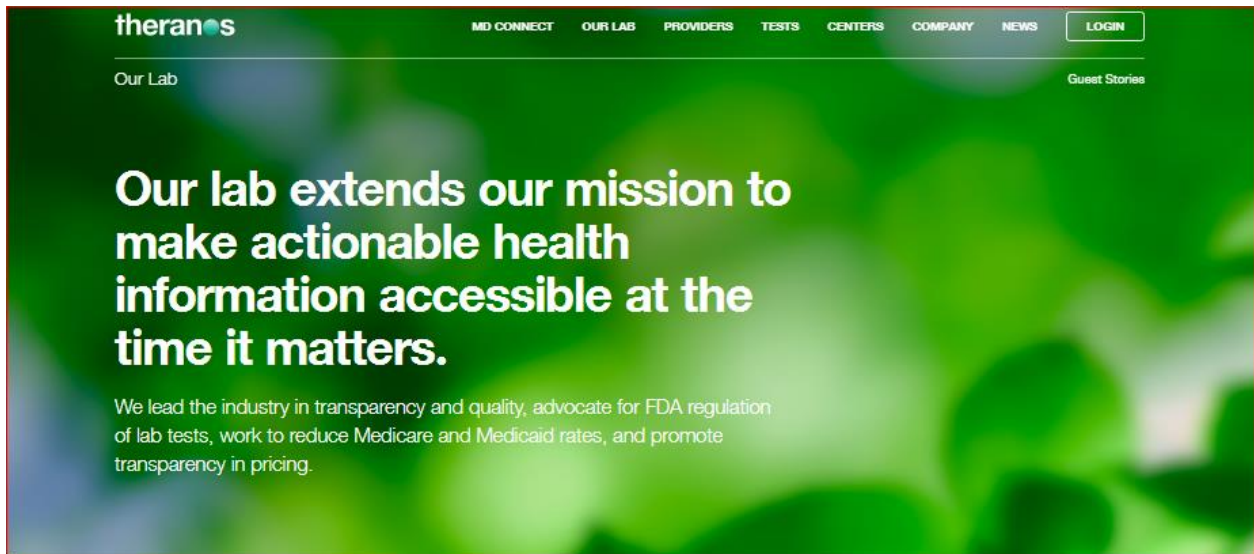 theranos MD CONNECT OUR LAB PROVIDERS TESTS CENTERS COMPANY NEWS LOGIN
Our Lab Guest Stories
Our lab extends our mission to
make actionable health
information accessible at the
time it matters.
We lead the industry in transparency and quality, advocate for FDA regulation
of lab tests, work to reduce Medicare and Medicaid rates, and promote
transparency in pricing.